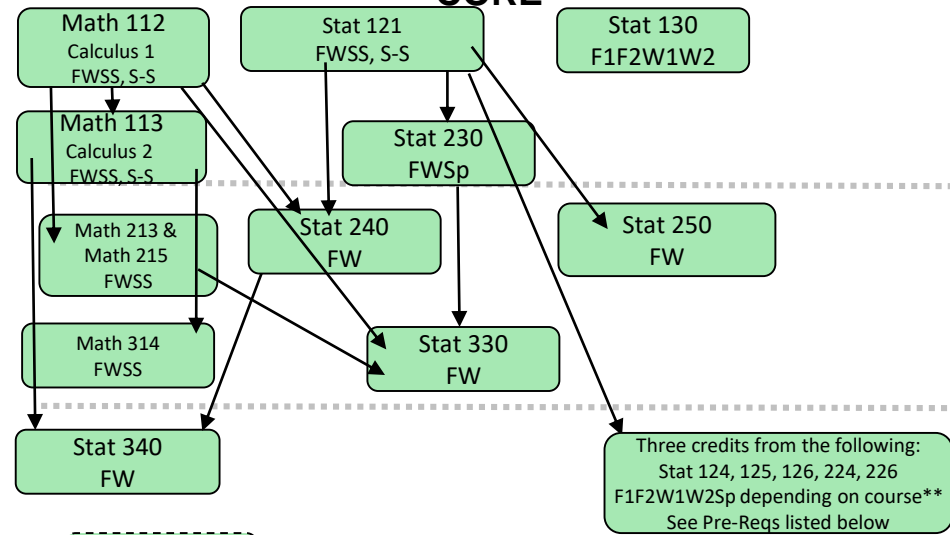 CORE
Math 112
Calculus 1
FWSS, S-S
Stat 121
FWSS, S-S
Stat 130
F1F2W1W2
Math 113
Calculus 2
FWSS, S-S
Stat 230
FWSp
Math 213 &
Math 215
FWSS
Stat 240
FW
Stat 250
FW
Math 314
FWSS
Stat 330
FW
Stat 340
FW
Three credits from the following:
Stat 124, 125, 126, 224, 226
F1F2W1W2Sp depending on course**
See Pre-Reqs listed below